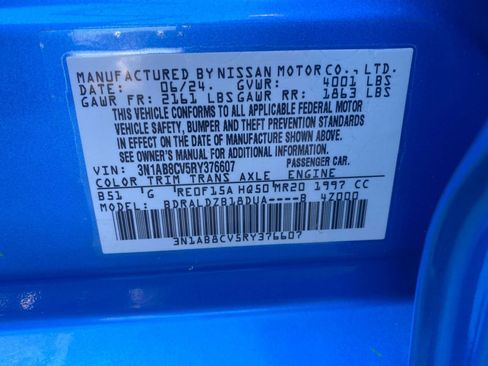 MANUFACTURED BY NISSAN MOTOR CO., LTD.
DATE: 06/24. GVWR: 4001 LBS
GAWR FR: 2161 LBS GAWR RR: 1863 LBS
THIS VEHICLE CONFORMS TO ALL APPLICABLE FEDERAL MOTOR
VEHICLE SAFETY, BUMPER AND THEFT PREVENTION STANDARDS
IN EFFECT ON THE DATE OF MANUFACTURE SHOWN ABOVE.
SEE OWNER'S MANUAL FOR ADDITIONAL INFORMATION.
VIN: 3N1AB8CV5RY376607 PASSENGER CAR.
COLOR TRIM TRANS AXLE ENGINE
B51 'G 'RE0F15A HQ50'MR20 1997 CC
MODEL: BDRALDZB18DUA----B 4Z000
3N1AB8CV5RY376607